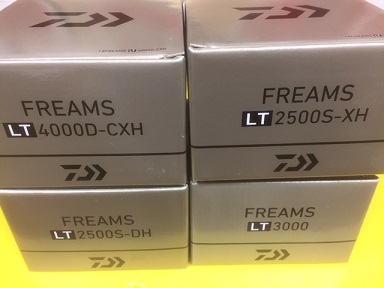 FREAMS
LT 4000D-CXH
FREAMS
LT 2500S-XH
FREAMS
LT 2500S-DH
FREAMS
LT 3000